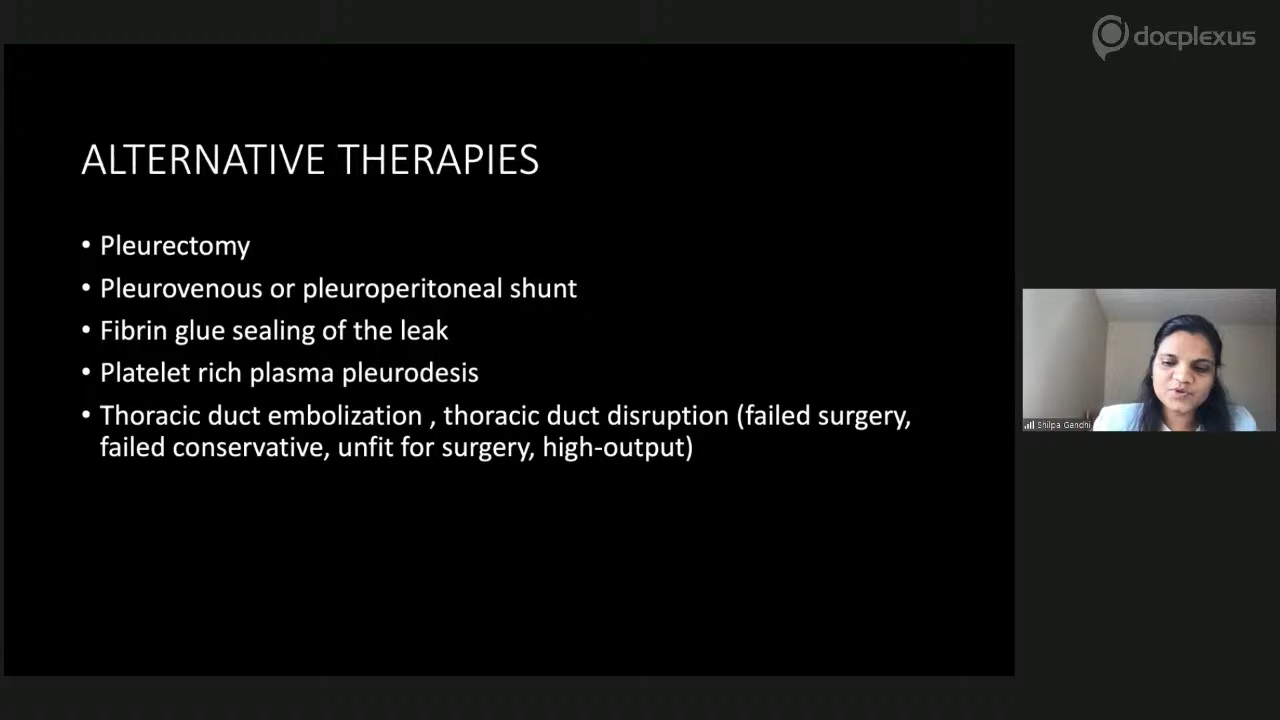 docplexus
ALTERNATIVE THERAPIES
• Pleurectomy
• Pleurovenous or pleuroperitoneal shunt
• Fibrin glue sealing of the leak
• Platelet rich plasma pleurodesis
• Thoracic duct embolization , thoracic duct disruption (failed surgery,
failed conservative, unfit for surgery, high-output)
Shilpa Gandhi